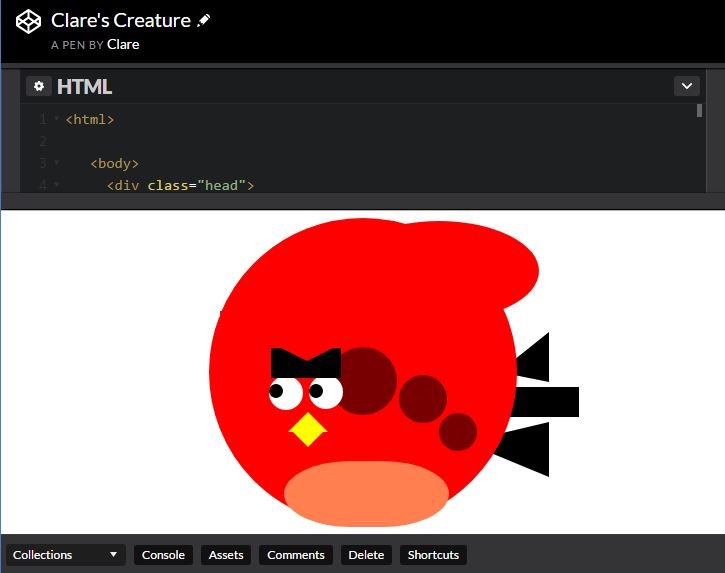 Clare's Creature
A PEN BY Clare
HTML
1 <html>
2
3 <body>
4 <div class="head">
Collections Console Assets Comments Delete Shortcuts